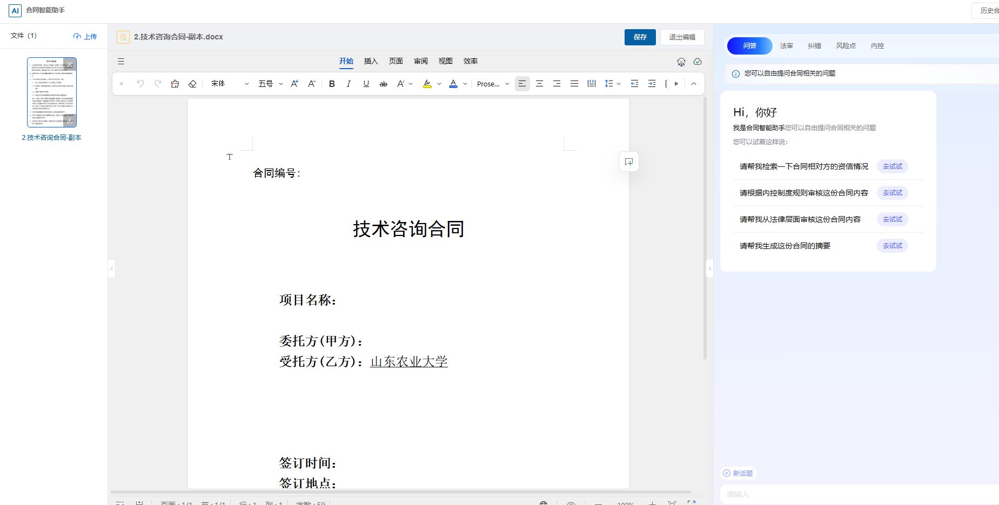 AI 合同智能助手
历史合
文件（1）
上传
2.技术咨询合同-副本
2.技术咨询合同-副本.docx
保存
退出编辑
开始 插入 页面 审阅 视图 效率
宋体 五号 A+ A- B I U ab A A Prose...
合同编号：
技术咨询合同
项目名称：
委托方(甲方)：
受托方(乙方)：山东农业大学
签订时间：
签订地点：
页面：1/1 节：1/1 行：1 列：1 字数：59 100%
问答 法审 纠错 风险点 内控
您可以自由提问合同相关的问题
Hi，你好
我是合同智能助手您可以自由提问合同相关的问题
您可以试着这样说：
请帮我检索一下合同相对方的资信情况 去试试
请根据内控制度规则审核这份合同内容 去试试
请帮我从法律层面审核这份合同内容 去试试
请帮我生成这份合同的摘要 去试试
新话题
请输入